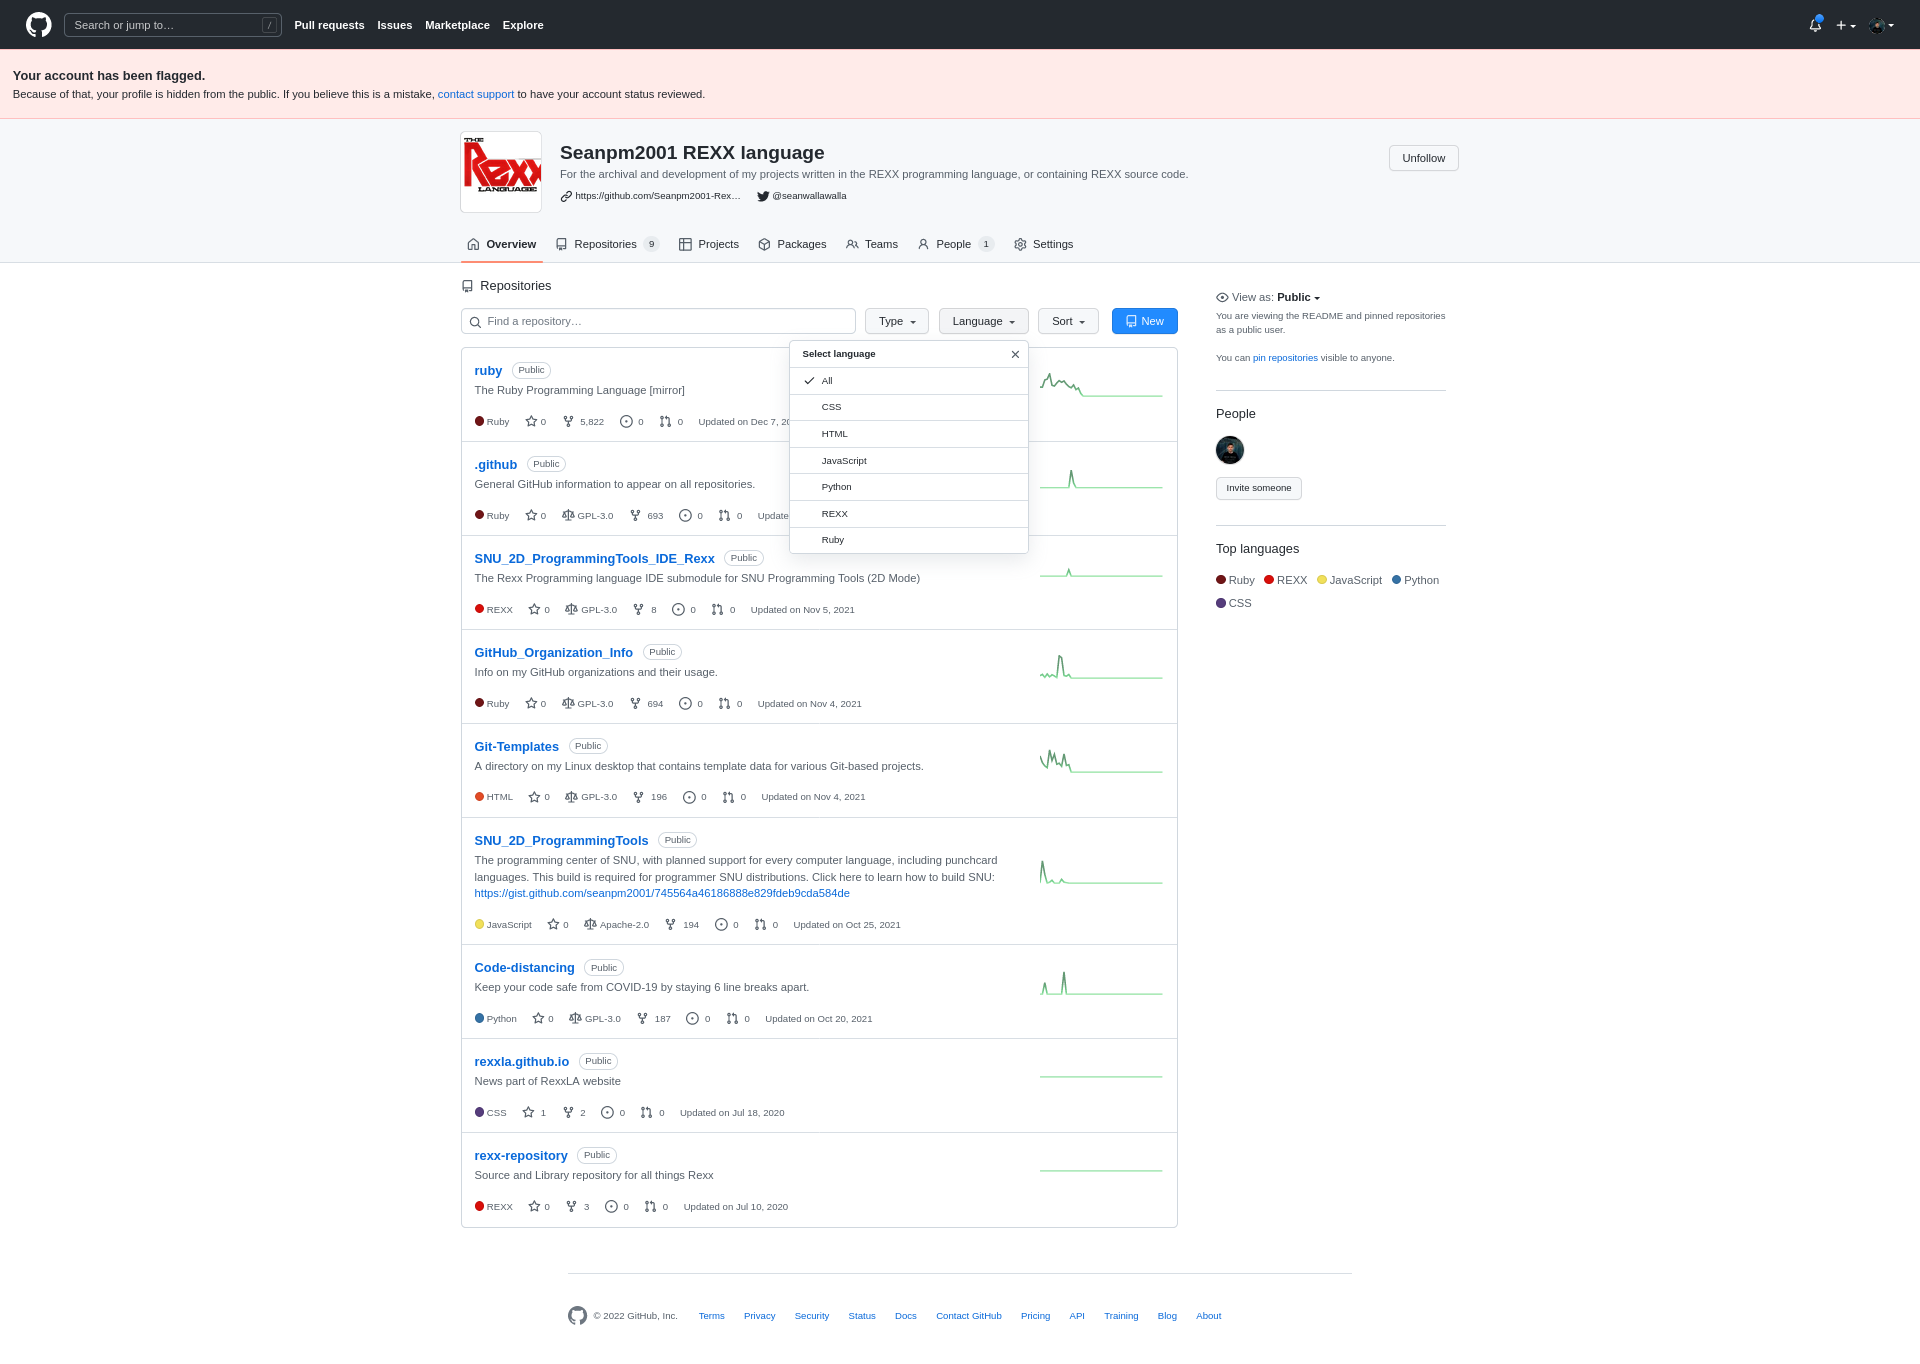 Search or jump to… /
Pull requests Issues Marketplace Explore
Your account has been flagged.
Because of that, your profile is hidden from the public. If you believe this is a mistake, contact support to have your account status reviewed.
THE
Rexx
LANGUAGE
Seanpm2001 REXX language
For the archival and development of my projects written in the REXX programming language, or containing REXX source code.
https://github.com/Seanpm2001-Rex… @seanwallawalla
Unfollow
Overview Repositories 9 Projects Packages Teams People 1 Settings
Repositories
Find a repository… Type Language Sort New
Select language
All
CSS
HTML
JavaScript
Python
REXX
Ruby
ruby Public
The Ruby Programming Language [mirror]
Ruby 0 5,822 0 0 Updated on Dec 7, 20
.github Public
General GitHub information to appear on all repositories.
Ruby 0 GPL-3.0 693 0 0 Update
SNU_2D_ProgrammingTools_IDE_Rexx Public
The Rexx Programming language IDE submodule for SNU Programming Tools (2D Mode)
REXX 0 GPL-3.0 8 0 0 Updated on Nov 5, 2021
GitHub_Organization_Info Public
Info on my GitHub organizations and their usage.
Ruby 0 GPL-3.0 694 0 0 Updated on Nov 4, 2021
Git-Templates Public
A directory on my Linux desktop that contains template data for various Git-based projects.
HTML 0 GPL-3.0 196 0 0 Updated on Nov 4, 2021
SNU_2D_ProgrammingTools Public
The programming center of SNU, with planned support for every computer language, including punchcard
languages. This build is required for programmer SNU distributions. Click here to learn how to build SNU:
https://gist.github.com/seanpm2001/745564a46186888e829fdeb9cda584de
JavaScript 0 Apache-2.0 194 0 0 Updated on Oct 25, 2021
Code-distancing Public
Keep your code safe from COVID-19 by staying 6 line breaks apart.
Python 0 GPL-3.0 187 0 0 Updated on Oct 20, 2021
rexxla.github.io Public
News part of RexxLA website
CSS 1 2 0 0 Updated on Jul 18, 2020
rexx-repository Public
Source and Library repository for all things Rexx
REXX 0 3 0 0 Updated on Jul 10, 2020
View as: Public
You are viewing the README and pinned repositories
as a public user.
You can pin repositories visible to anyone.
People
Invite someone
Top languages
Ruby REXX JavaScript Python
CSS
© 2022 GitHub, Inc. Terms Privacy Security Status Docs Contact GitHub Pricing API Training Blog About